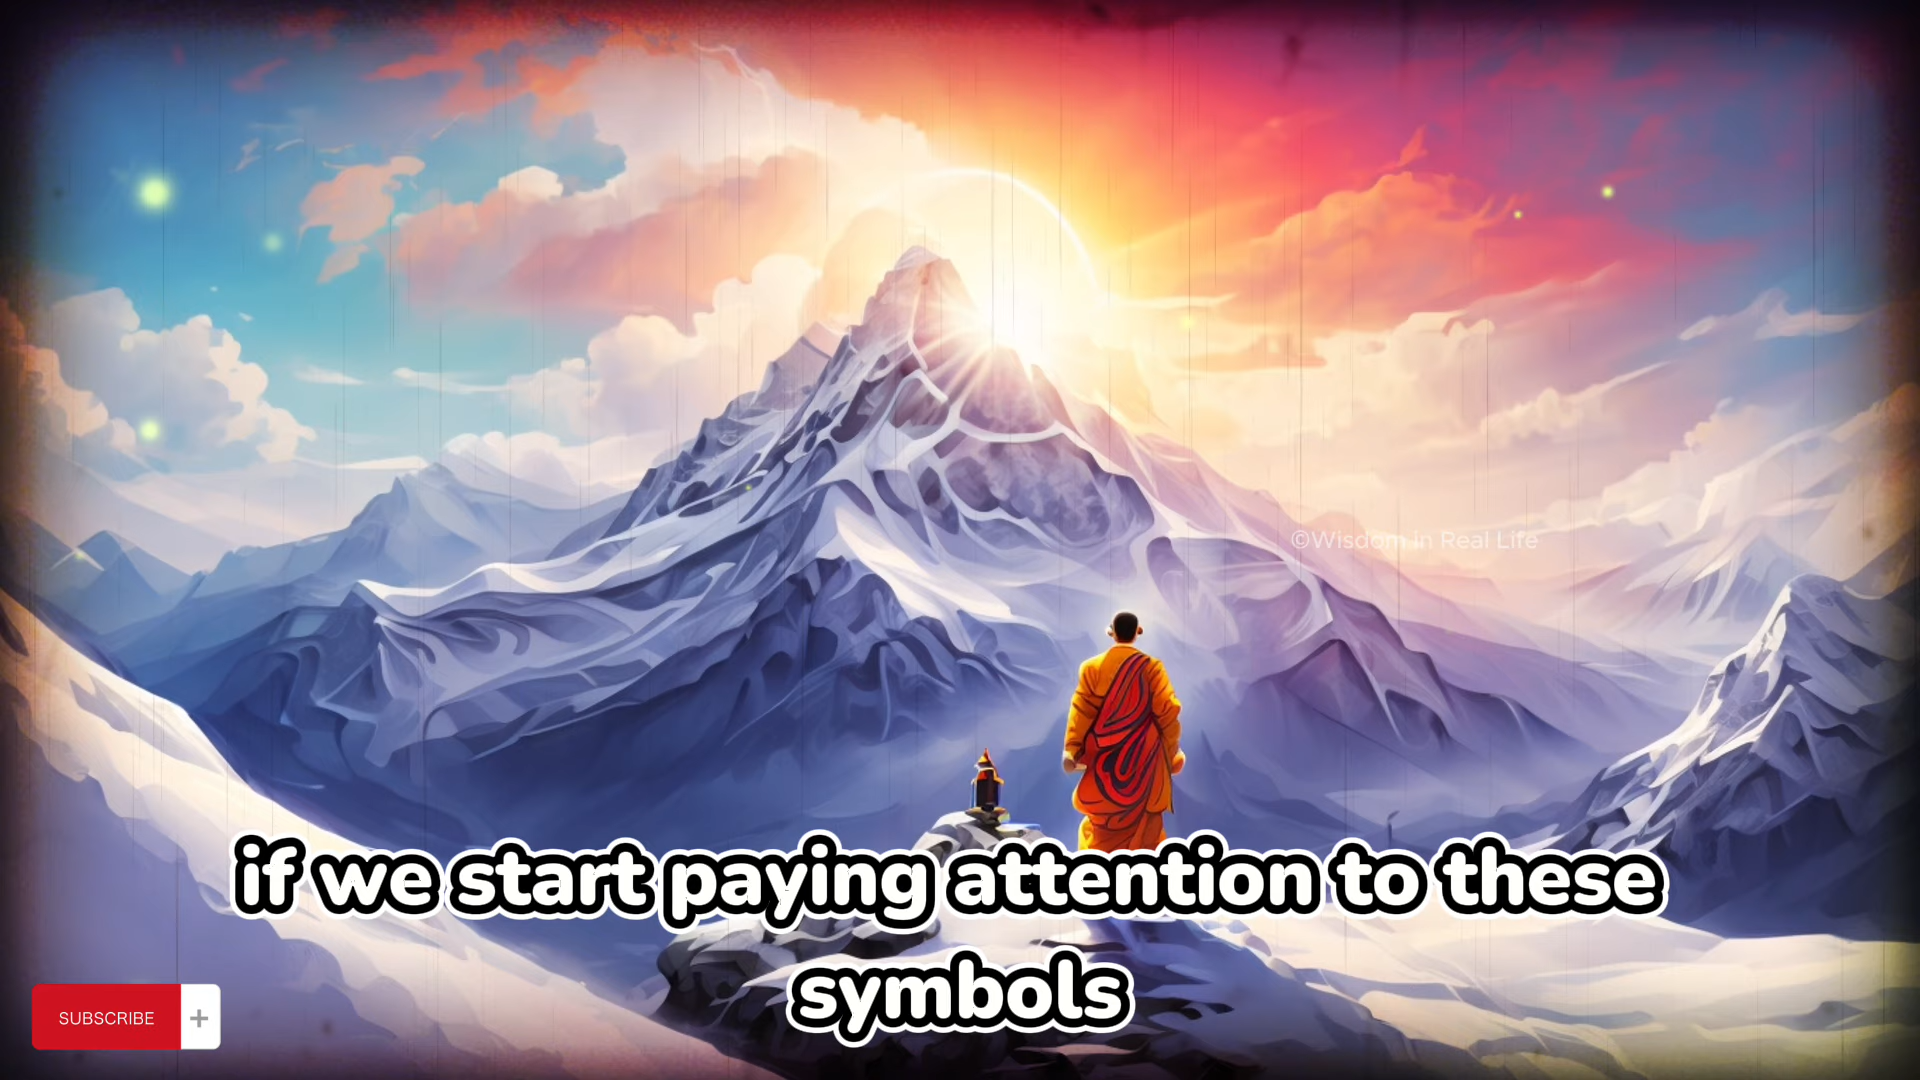 ©Wisdom in Real Life
if we start paying attention to these
symbols
SUBSCRIBE +